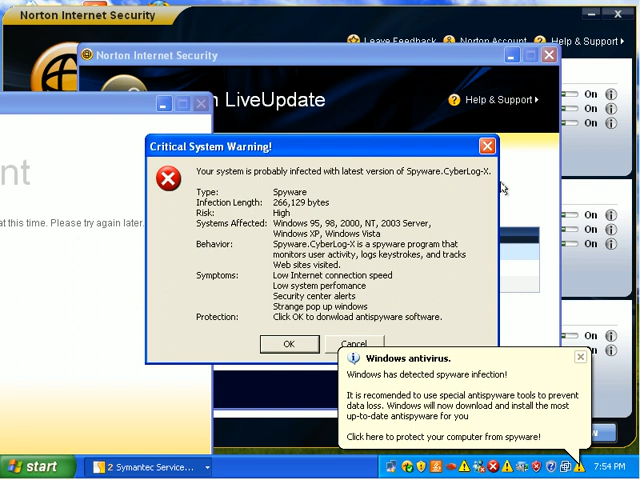 Norton Internet Security
Leave Feedback
Norton Account
Help & Support
Norton Internet Security
LiveUpdate
Help & Support
On
On
On
On
On
On
On
On
nt
at this time. Please try again later.
Critical System Warning!
Your system is probably infected with latest version of Spyware.CyberLog-X.
Type: Spyware
Infection Length: 266,129 bytes
Risk: High
Systems Affected: Windows 95, 98, 2000, NT, 2003 Server,
Windows XP, Windows Vista
Behavior: Spyware.CyberLog-X is a spyware program that
monitors user activity, logs keystrokes, and tracks
Web sites visited.
Symptoms: Low Internet connection speed
Low system perfomance
Security center alerts
Strange pop up windows
Protection: Click OK to donwload antispyware software.
OK
Cancel
Windows antivirus.
Windows has detected spyware infection!
It is recomended to use special antispyware tools to prevent
data loss. Windows will now download and install the most
up-to-date antispyware for you
Click here to protect your computer from spyware!
start
2 Symantec Service...
7:54 PM